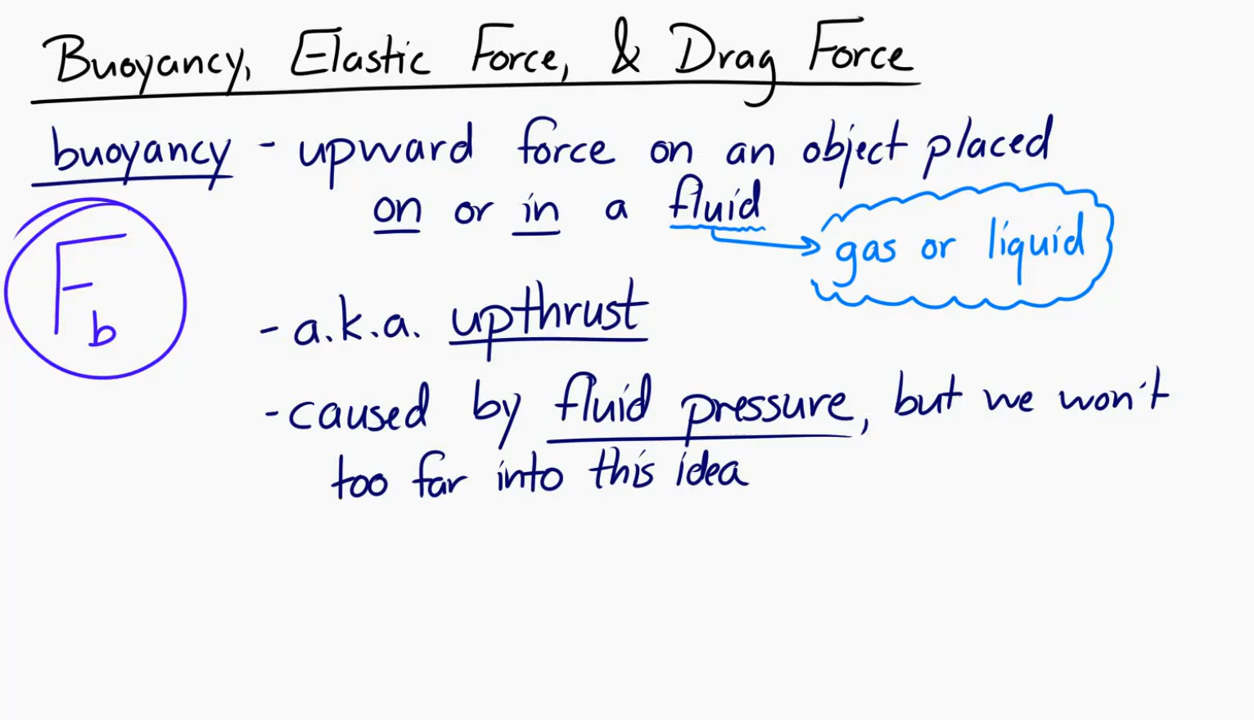 Buoyancy, Elastic Force, & Drag Force
buoyancy - upward force on an object placed
on or in a fluid
gas or liquid
Fb
- a.k.a. upthrust
- caused by fluid pressure, but we won't
too far into this idea